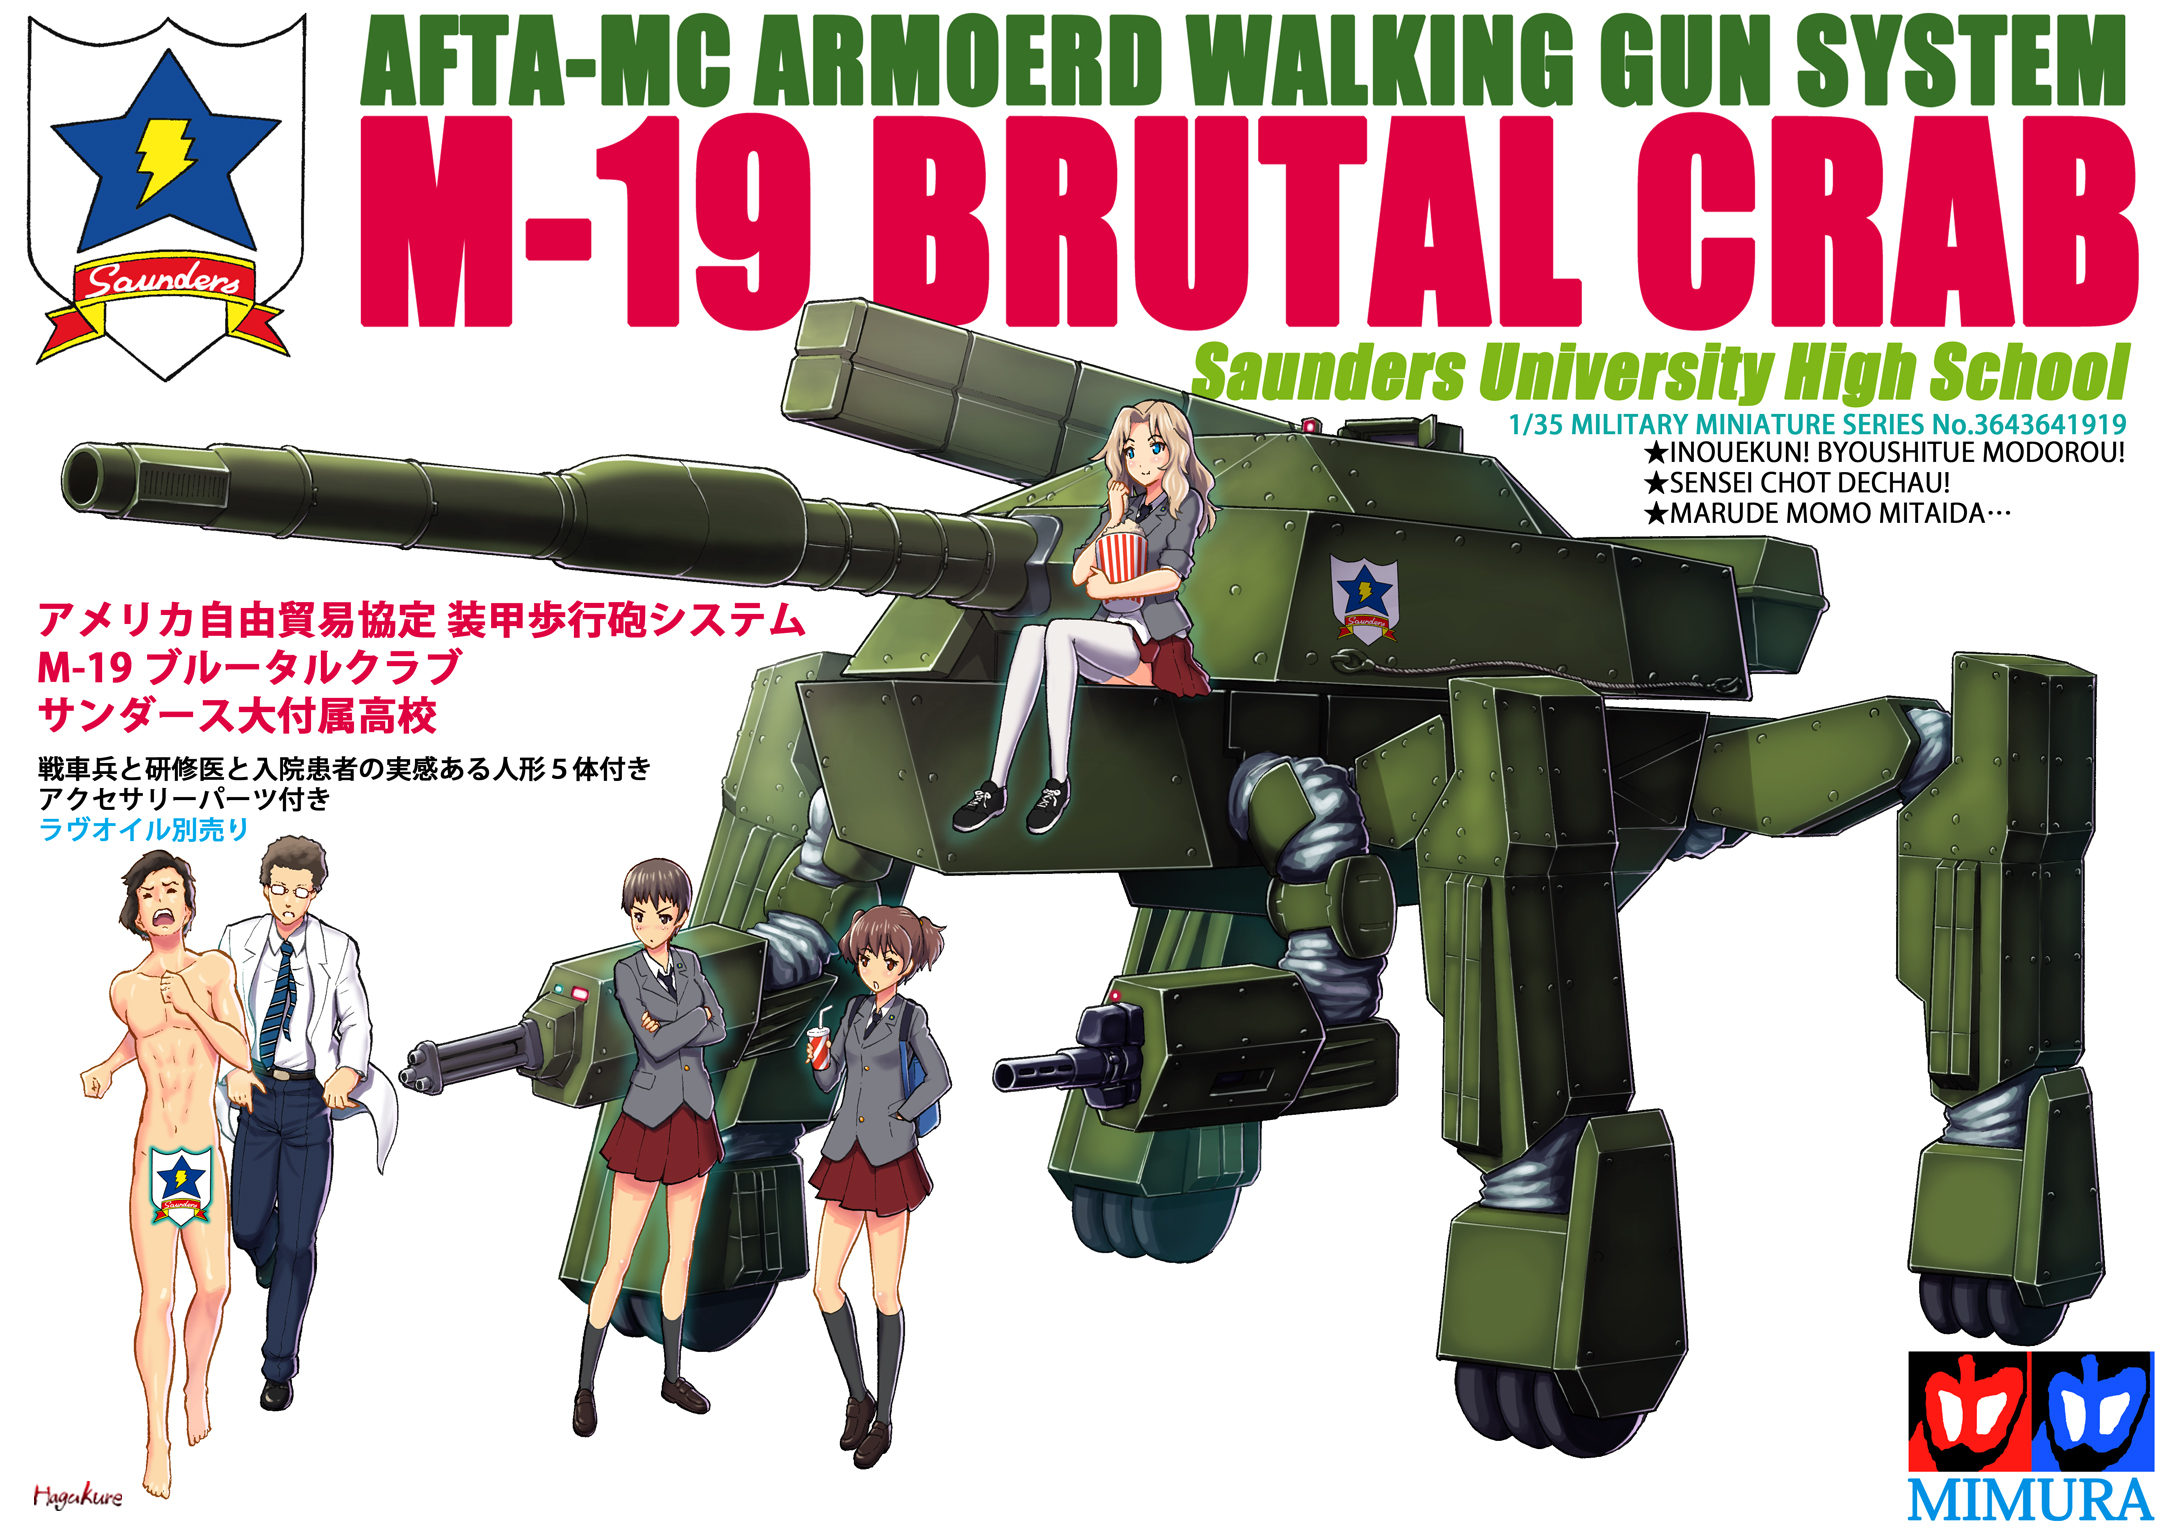 Saunders
AFTA-MC ARMOERD WALKING GUN SYSTEM
M-19 BRUTAL CRAB
Saunders University High School
1/35 MILITARY MINIATURE SERIES No.3643641919
★INOUEKUN! BYOUSHITUE MODOROU!
★SENSEI CHOT DECHAU!
★MARUDE MOMO MITAIDA…
アメリカ自由貿易協定 装甲歩行砲システム
M-19 ブルータルクラブ
サンダース大付属高校
戦車兵と研修医と入院患者の実感ある人形５体付き
アクセサリーパーツ付き
ラヴオイル別売り
Saunders
Saunders
Hagakure
MIMURA